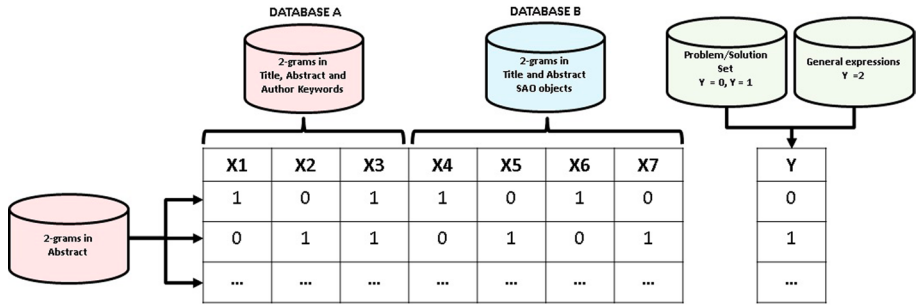 DATABASE A
DATABASE B
2-grams in
Title, Abstract and
Author Keywords
2-grams in
Title and Abstract
SAO objects
Problem/Solution
Set
Y = 0, Y = 1
General expressions
Y =2
X1 X2 X3 X4 X5 X6 X7 Y
1 0 1 1 0 1 0 0
2-grams in
Abstract
0 1 1 0 1 0 1 1
... ... ... ... ... ... ... ...